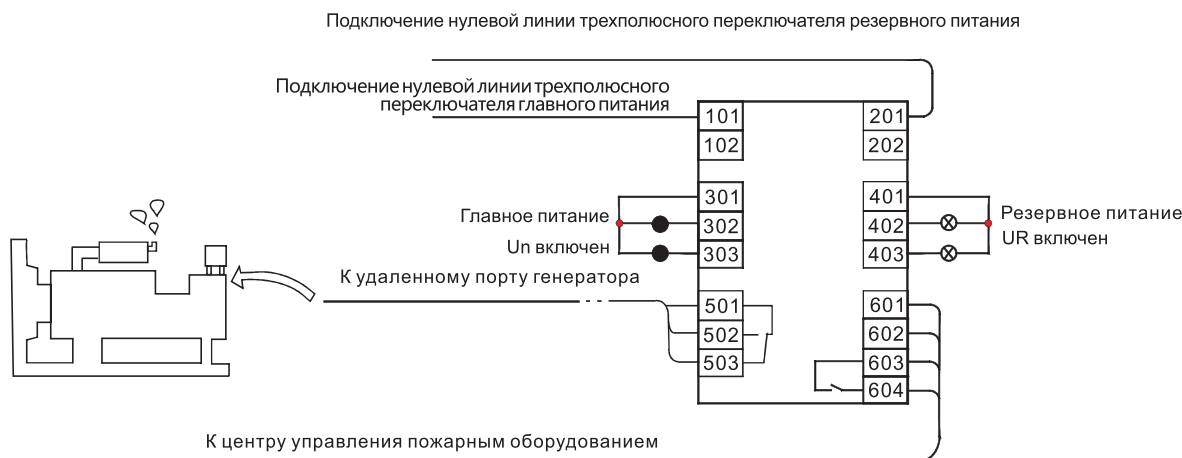 Подключение нулевой линии трехполюсного переключателя резервного питания
Подключение нулевой линии трехполюсного
переключателя главного питания
101
102
201
202
301
302
303
401
402
403
Главное питание
Un включен
Резервное питание
UR включен
К удаленному порту генератора
501
502
503
601
602
603
604
К центру управления пожарным оборудованием